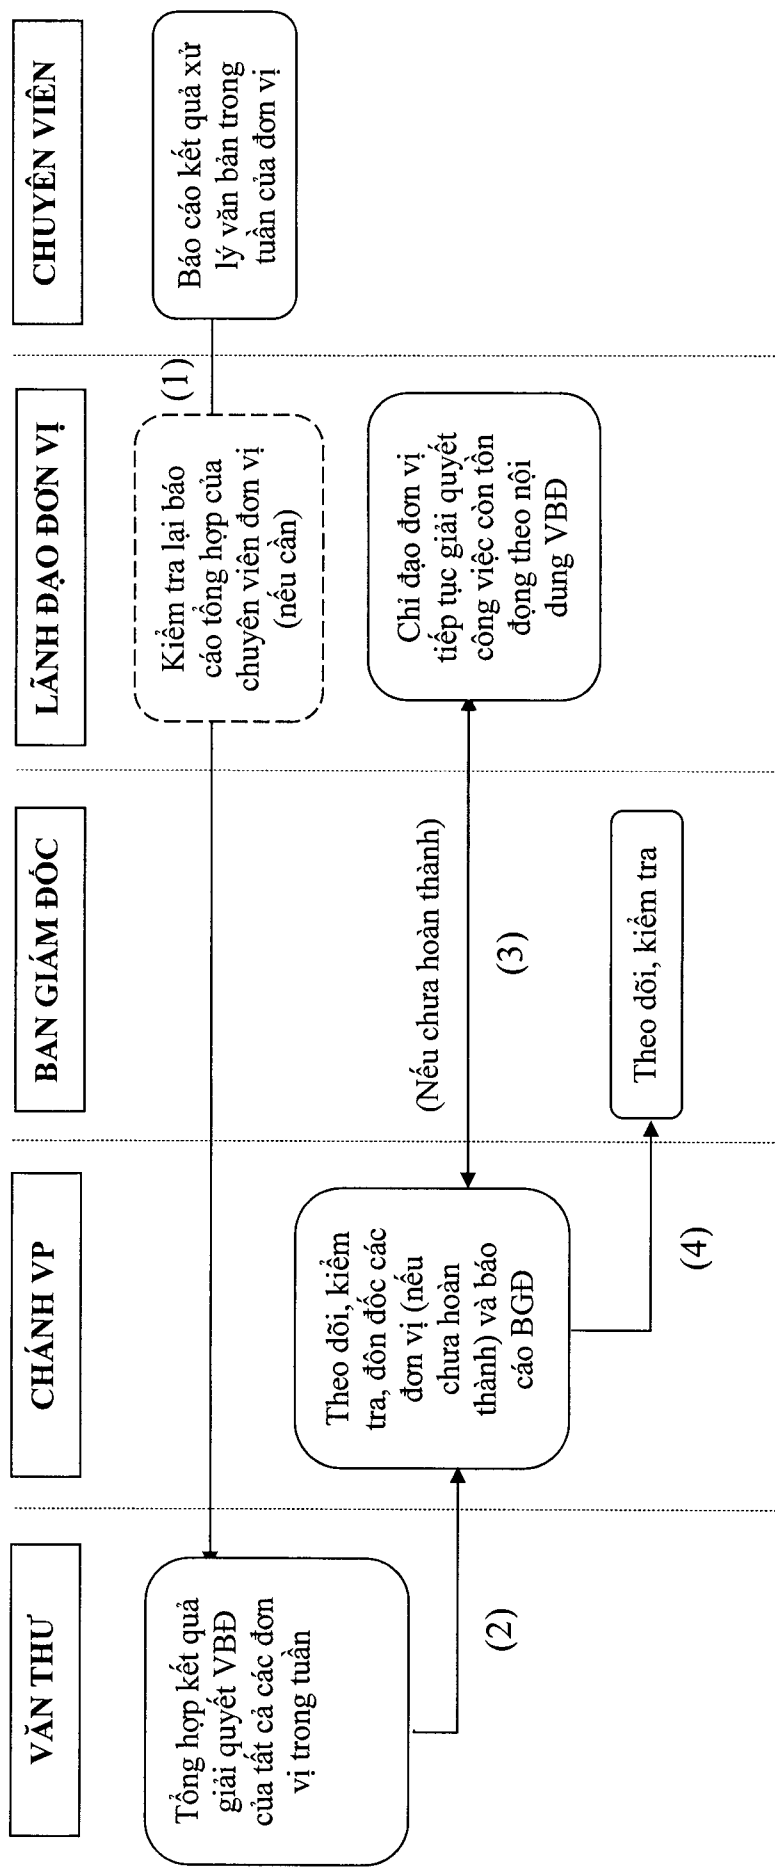 VĂN THƯ
CHÁNH VP
BAN GIÁM ĐỐC
LÃNH ĐẠO ĐƠN VỊ
CHUYÊN VIÊN
Tổng hợp kết quả
giải quyết VBĐ
của tất cả các đơn
vị trong tuần
Kiểm tra lại báo
cáo tổng hợp của
chuyên viên đơn vị
(nếu cần)
(1)
Báo cáo kết quả xử
lý văn bản trong
tuần của đơn vị
(2)
Theo dõi, kiểm
tra, đôn đốc các
đơn vị (nếu
chưa hoàn
thành) và báo
cáo BGĐ
(Nếu chưa hoàn thành)
(3)
Chỉ đạo đơn vị
tiếp tục giải quyết
công việc còn tồn
đọng theo nội
dung VBĐ
(4)
Theo dõi, kiểm tra